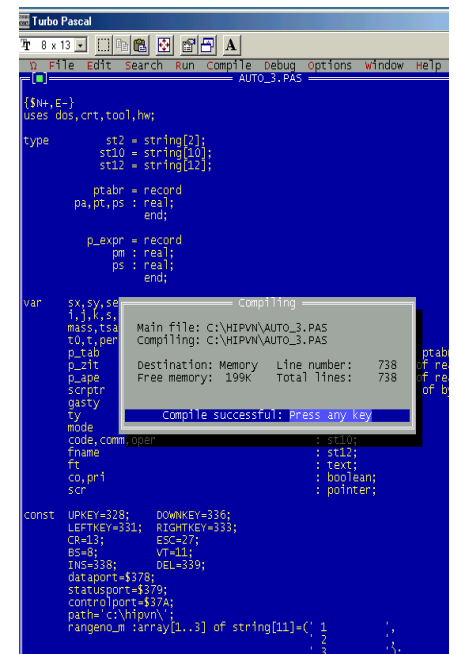 Turbo Pascal
8 x 13
File Edit Search Run Compile Debug Options Window Help
AUTO_3.PAS
{$N+,E-}
uses dos,crt,tool,hw;
type st2 = string[2];
st10 = string[10];
st12 = string[12];
ptabr = record
pa,pt,ps : real;
end;
p_expr = record
pm : real;
ps : real;
end;
var sx,sy,se
i,j,k,s,
mass,tsa
t0,t,per
p_tab ptabr
p_zit of re
p_ape of re
scrptr of by
gasty
ty
mode
Compiling
Main file: C:\HIPVN\AUTO_3.PAS
Compiling: C:\HIPVN\AUTO_3.PAS
Destination: Memory Line number: 738
Free memory: 199K Total lines: 738
Compile successful: Press any key
code,comm,oper : st10;
fname : st12;
ft : text;
co,pri : boolean;
scr : pointer;
const UPKEY=328; DOWNKEY=336;
LEFTKEY=331; RIGHTKEY=333;
CR=13; ESC=27;
BS=8; VT=11;
INS=338; DEL=339;
dataport=$378;
statusport=$379;
controlport=$37A;
path='c:\hipvn\';
rangeno_m :array[1..3] of string[11]=(' 1 ',
' 2 ',
' 3 ');